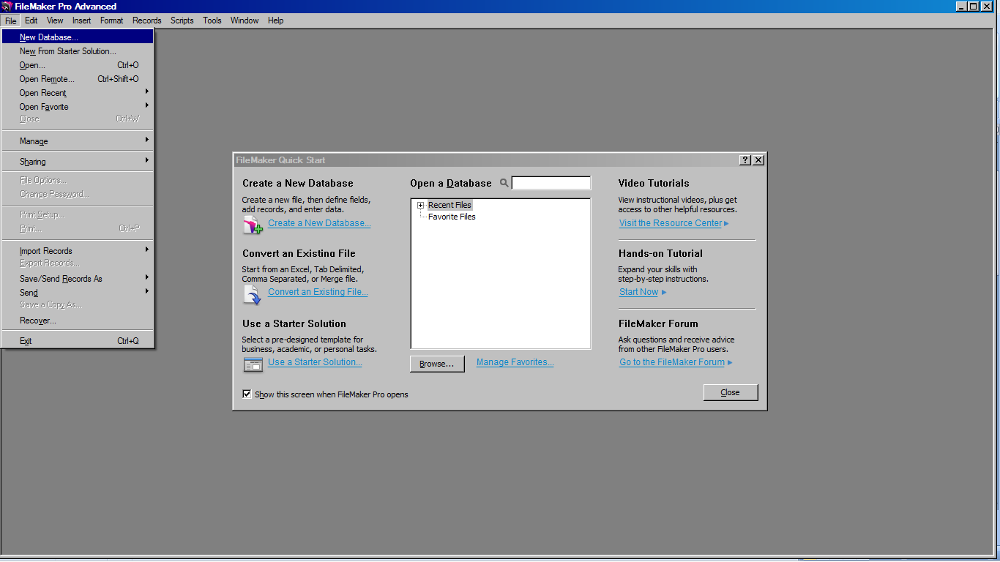 FileMaker Pro Advanced
File Edit View Insert Format Records Scripts Tools Window Help
New Database...
New From Starter Solution...
Open... Ctrl+O
Open Remote... Ctrl+Shift+O
Open Recent
Open Favorite
Close Ctrl+W
Manage
Sharing
File Options...
Change Password...
Print Setup...
Print... Ctrl+P
Import Records
Export Records...
Save/Send Records As
Send
Save a Copy As...
Recover...
Exit Ctrl+Q
FileMaker Quick Start
Create a New Database
Create a new file, then define fields,
add records, and enter data.
Create a New Database...
Convert an Existing File
Start from an Excel, Tab Delimited,
Comma Separated, or Merge file.
Convert an Existing File...
Use a Starter Solution
Select a pre-designed template for
business, academic, or personal tasks.
Use a Starter Solution...
Show this screen when FileMaker Pro opens
Open a Database
Recent Files
Favorite Files
Browse...
Manage Favorites...
Video Tutorials
View instructional videos, plus get
access to other helpful resources.
Visit the Resource Center
Hands-on Tutorial
Expand your skills with
step-by-step instructions.
Start Now
FileMaker Forum
Ask questions and receive advice
from other FileMaker Pro users.
Go to the FileMaker Forum
Close